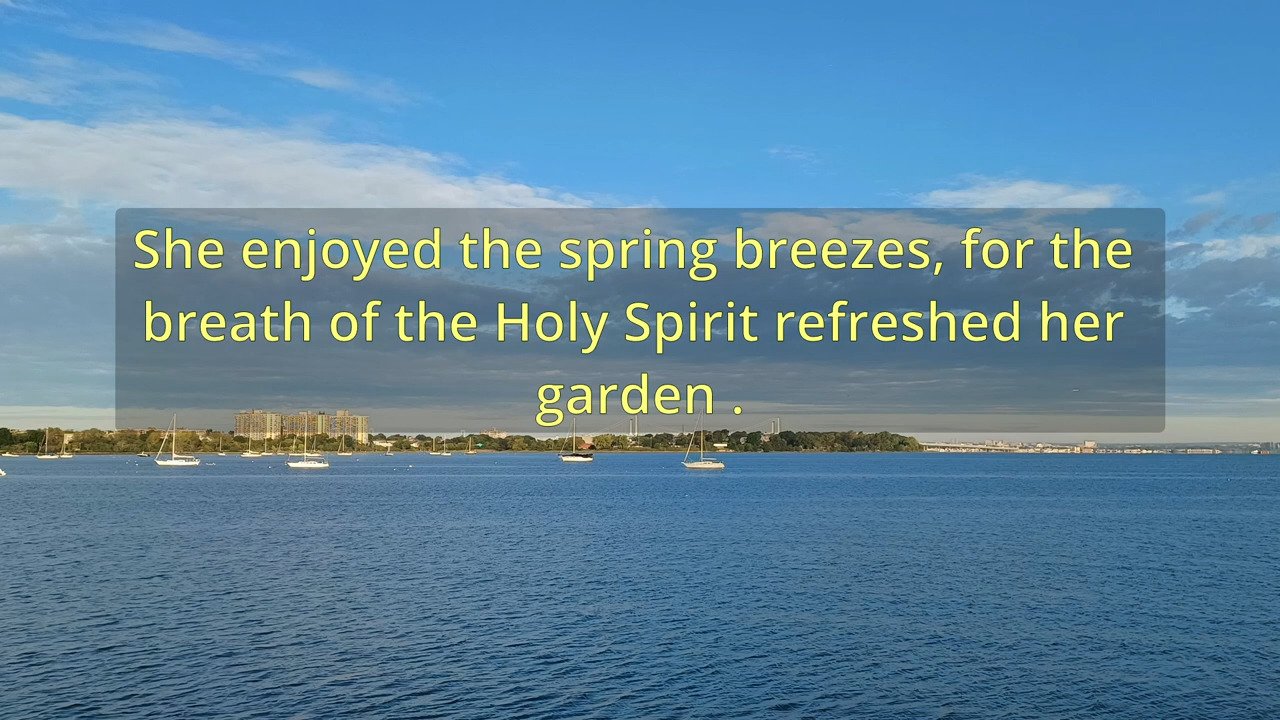 She enjoyed the spring breezes, for the
breath of the Holy Spirit refreshed her
garden .